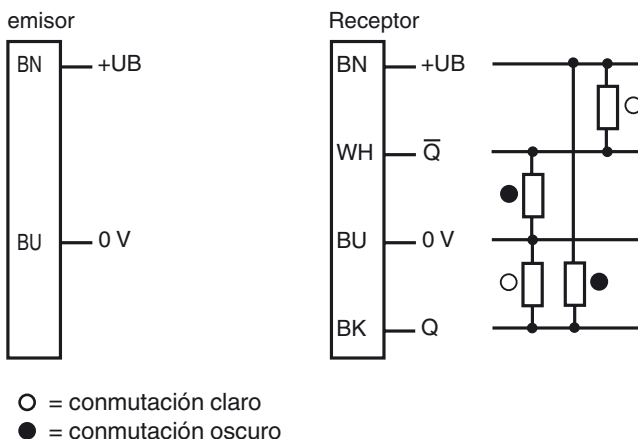 emisor
BN +UB
BU 0 V
Receptor
BN +UB
WH Q̅
BU 0 V
BK Q
= conmutación claro
= conmutación oscuro